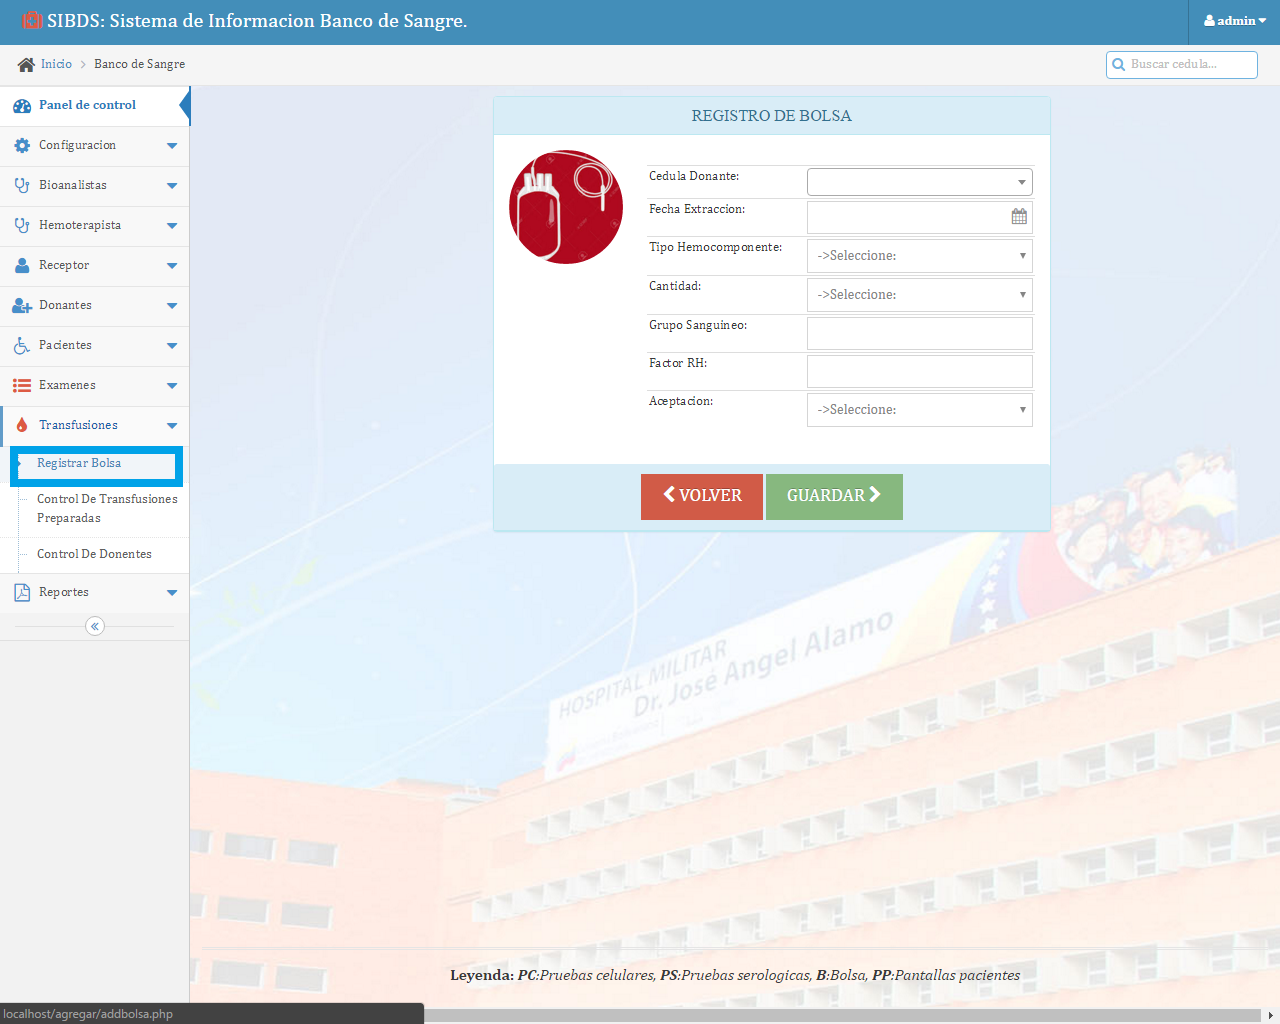 SIBDS: Sistema de Informacion Banco de Sangre.
admin
Inicio > Banco de Sangre
Buscar cedula...
Panel de control
Configuracion
Bioanalistas
Hemoterapista
Receptor
Donantes
Pacientes
Examenes
Transfusiones
Registrar Bolsa
Control De Transfusiones
Preparadas
Control De Donentes
Reportes
REGISTRO DE BOLSA
Cedula Donante:
Fecha Extraccion:
Tipo Hemocomponente: ->Seleccione:
Cantidad: ->Seleccione:
Grupo Sanguineo:
Factor RH:
Aceptacion: ->Seleccione:
VOLVER GUARDAR
HOSPITAL MILITAR
Dr. José Angel Alamo
Leyenda: PC:Pruebas celulares, PS:Pruebas serologicas, B:Bolsa, PP:Pantallas pacientes
localhost/agregar/addbolsa.php